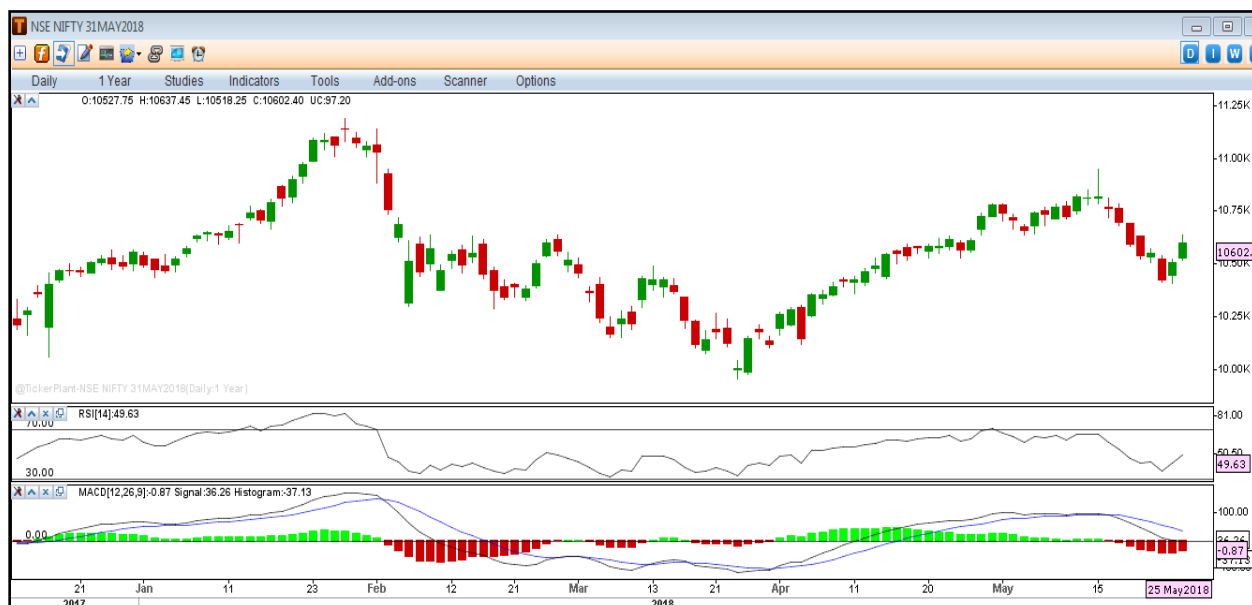 NSE NIFTY 31MAY2018
D I W
Daily 1 Year Studies Indicators Tools Add-ons Scanner Options
O:10527.75 H:10637.45 L:10518.25 C:10602.40 UC:97.20
11.25K
11.00K
10.75K
10602.
10.50K
10.25K
10.00K
@TickerPlant-NSE NIFTY 31MAY2018(Daily:1 Year)
RSI[14]:49.63
70.00
81.00
50.50
49.63
30.00
MACD[12,26,9]:-0.87 Signal:36.26 Histogram:-37.13
100.00
0.00
36.26
-0.87
-37.13
21 Jan 11 23 Feb 12 21 Mar 13 21 Apr 11 20 May 15 25 May2018
2017 2018